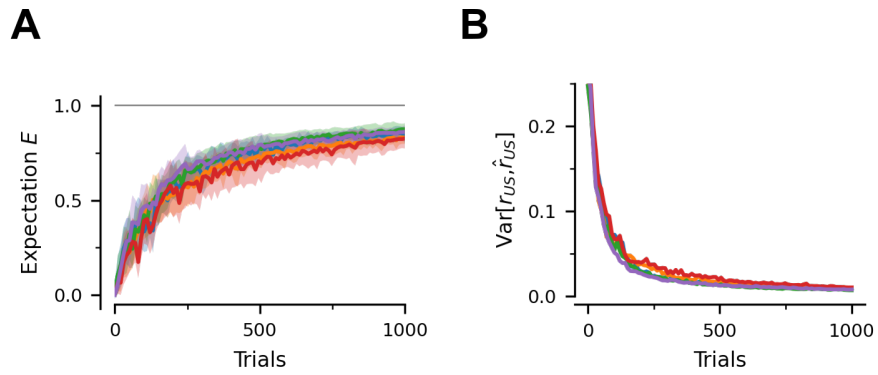 A
B
Expectation E
1.0
0.5
0.0
0
500
1000
Trials
Var[r_US, r̂_US]
0.2
0.1
0.0
0
500
1000
Trials